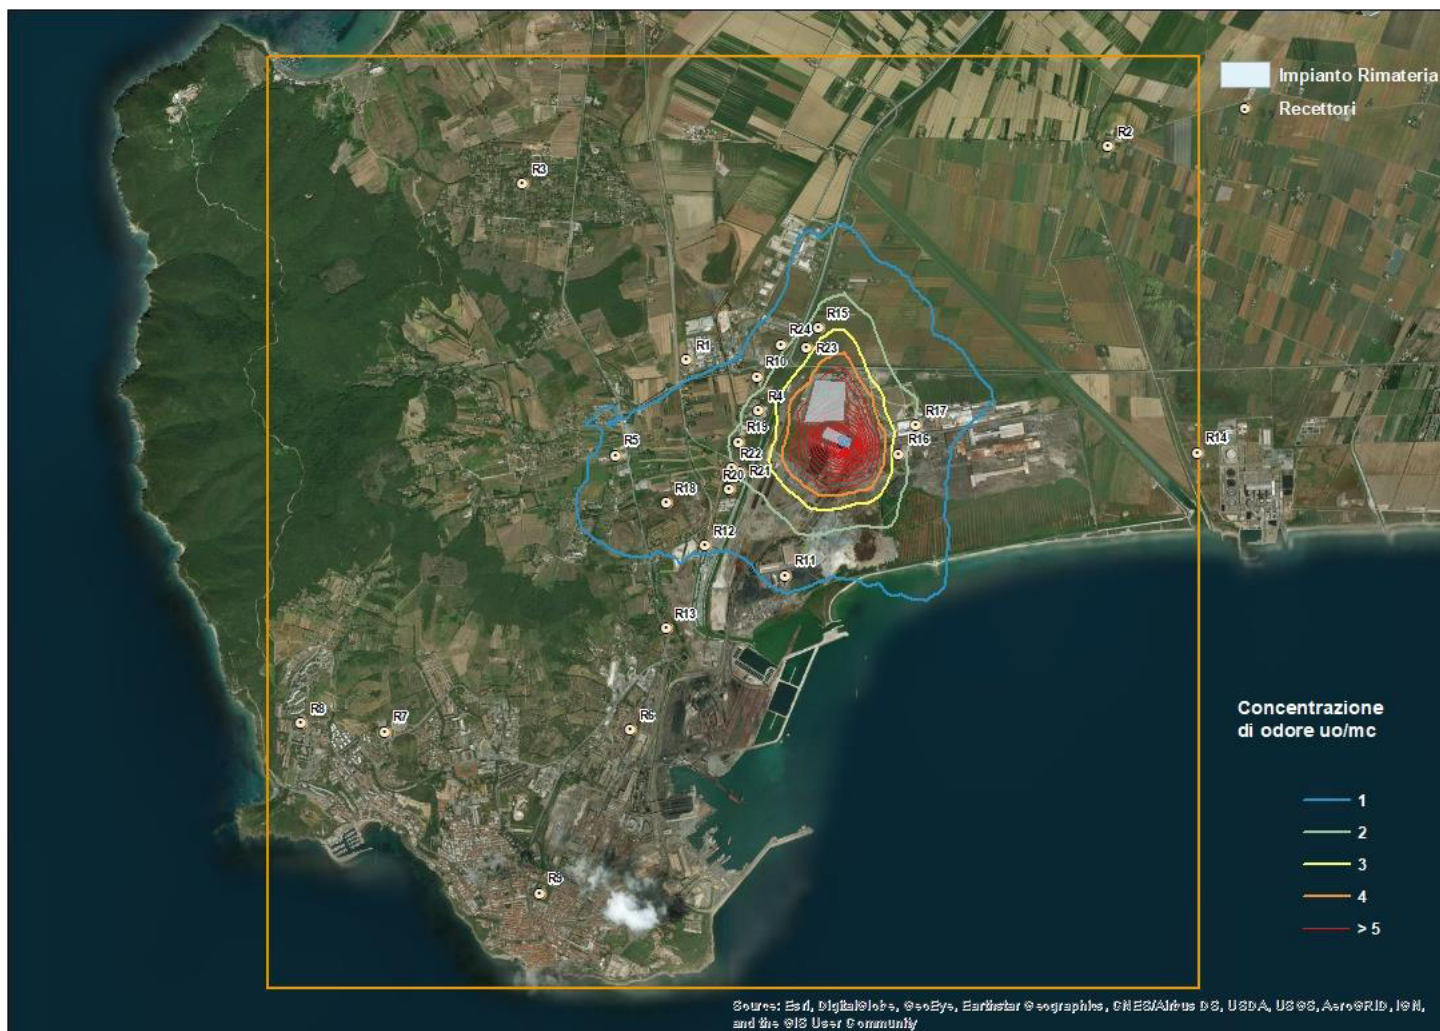 Impianto Rimateria
Recettori
R2
R3
R15
R24
R23
R1
R10
R4
R17
R19
R5
R22
R16
R14
R21
R20
R18
R12
R11
R13
R8
R7
R6
R9
Concentrazione
di odore uo/mc
1
2
3
4
> 5
Source: Esri, DigitalGlobe, GeoEye, Earthstar Geographics, CNES/Airbus DS, USDA, USGS, AeroGRID, IGN,
and the GIS User Community